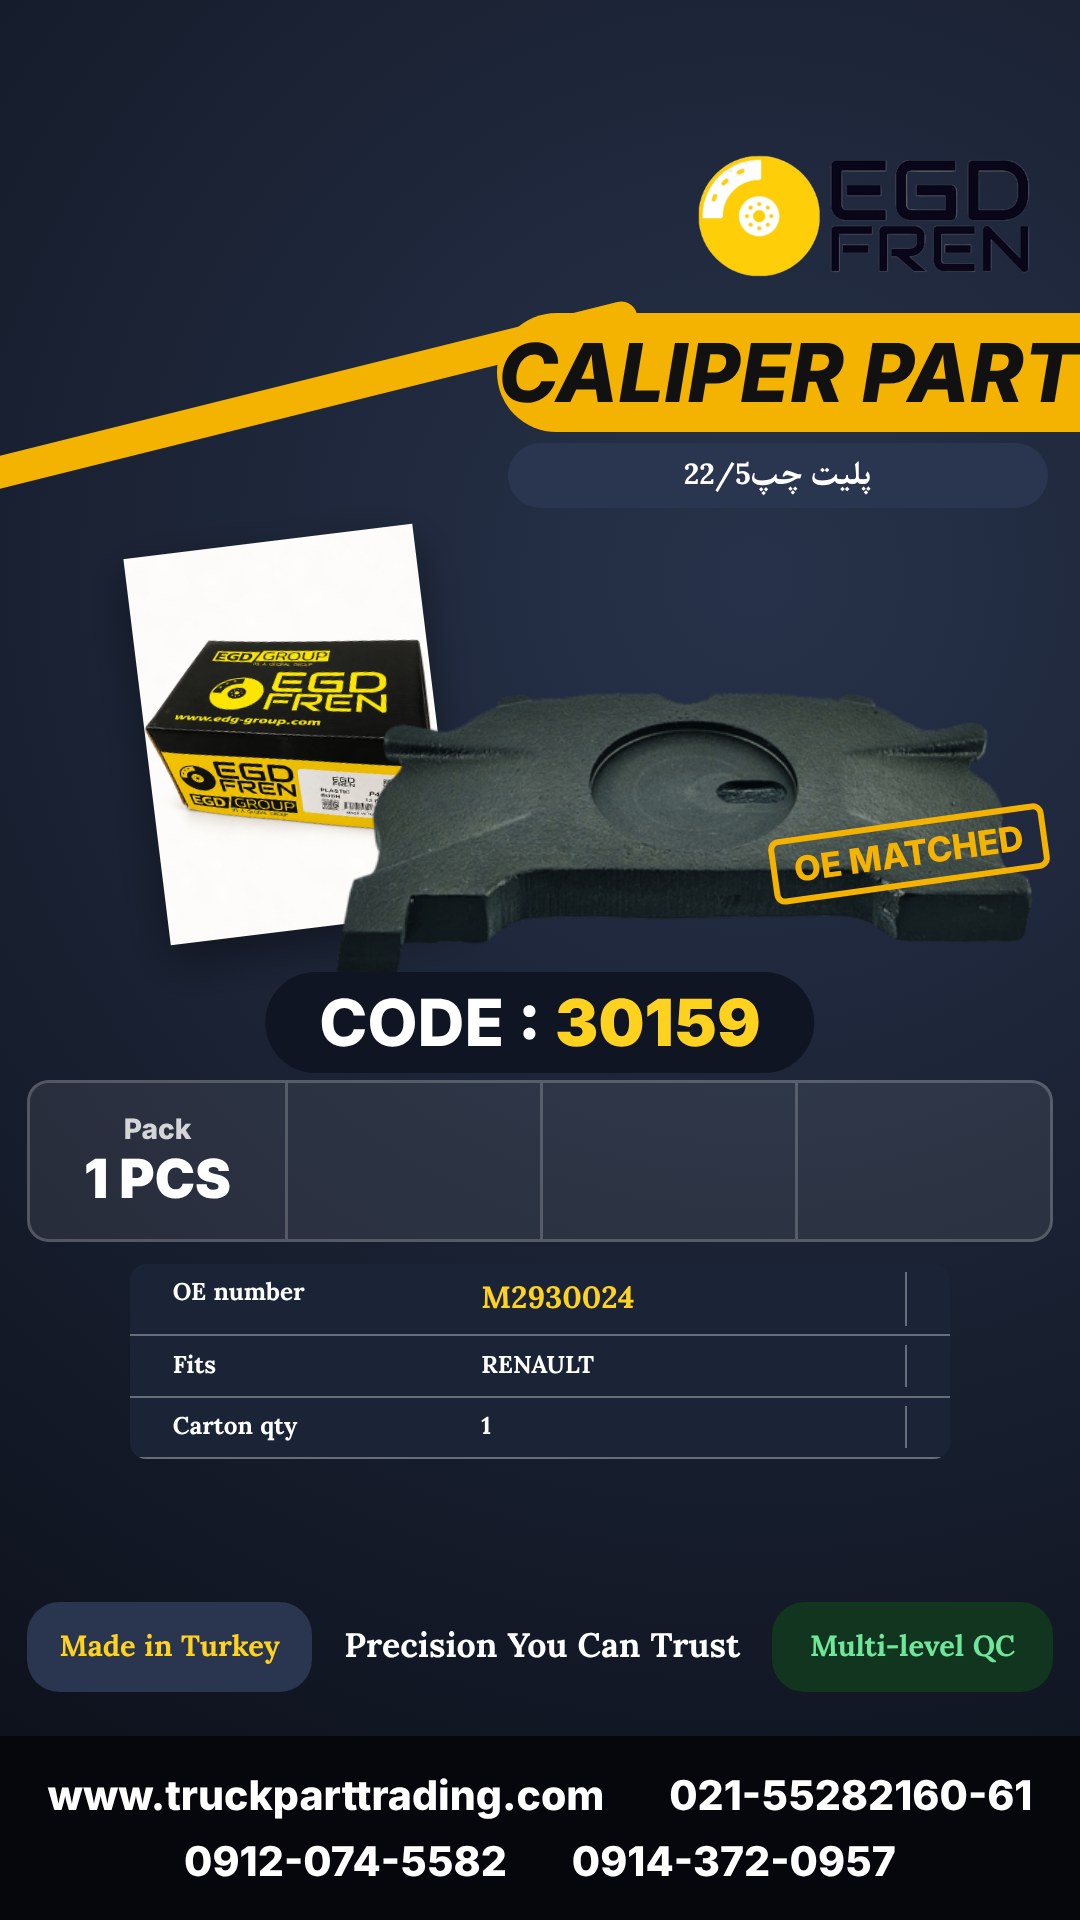 EGD
FREN
CALIPER PART
پلیت چپ22/5
EGD/GROUP
EGD
FREN
www.edg-group.com
EGD
FREN
EGD GROUP
EGD
FREN
OE MATCHED
CODE : 30159
Pack
1 PCS
OE number M2930024
Fits RENAULT
Carton qty 1
Made in Turkey Precision You Can Trust Multi-level QC
www.truckparttrading.com 021-55282160-61
0912-074-5582 0914-372-0957